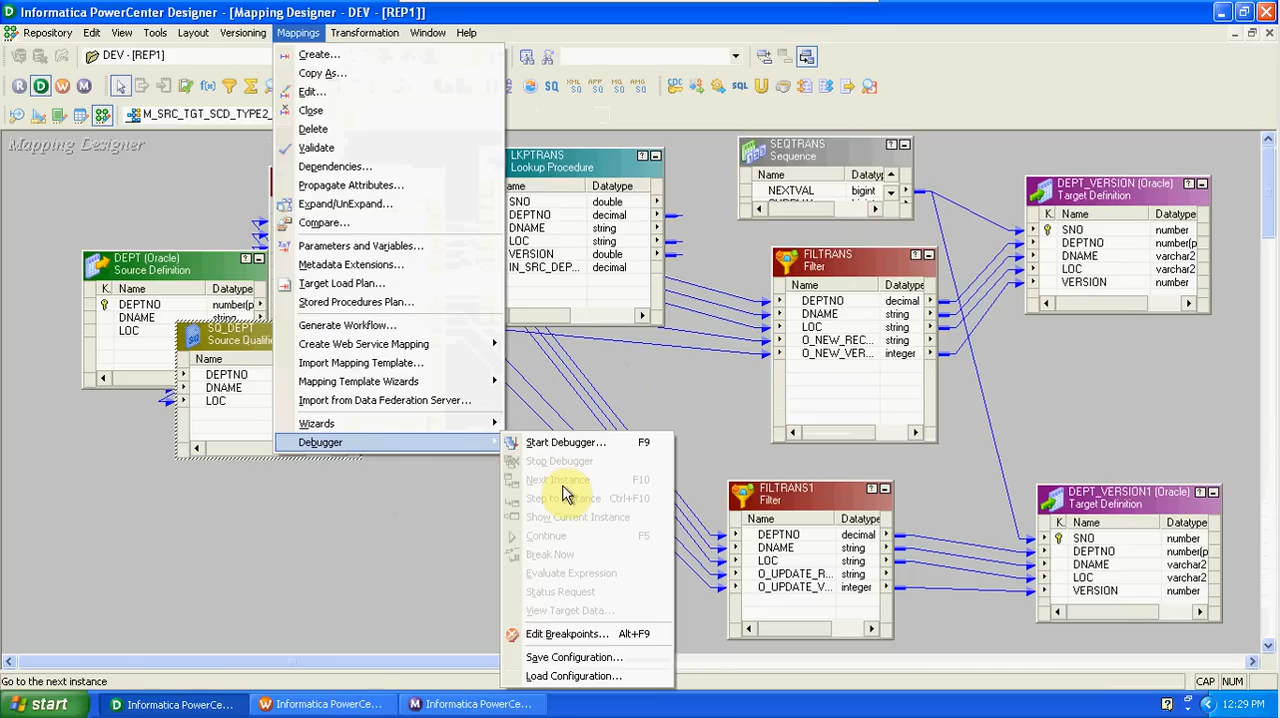 Informatica PowerCenter Designer - [Mapping Designer - DEV - [REP1]]
Repository Edit View Tools Layout Versioning Mappings Transformation Window Help
DEV - [REP1]
M_SRC_TGT_SCD_TYPE2_
Mapping Designer
Create...
Copy As...
Edit...
Close
Delete
Validate
Dependencies...
Propagate Attributes...
Expand/UnExpand...
Compare...
Parameters and Variables...
Metadata Extensions...
Target Load Plan...
Stored Procedures Plan...
Generate Workflow...
Create Web Service Mapping
Import Mapping Template...
Mapping Template Wizards
Import from Data Federation Server...
Wizards
Debugger
Start Debugger... F9
Stop Debugger
Next Instance F10
Step to Instance Ctrl+F10
Show Current Instance
Continue F5
Break Now
Evaluate Expression
Status Request
View Target Data...
Edit Breakpoints... Alt+F9
Save Configuration...
Load Configuration...
DEPT (Oracle)
Source Definition
K. Name Datatype
DEPTNO number(p
DNAME
LOC
SQ_DEPT
Source Qualif
Name
DEPTNO
DNAME
LOC
LKPTRANS
Lookup Procedure
ame Datatype
SNO double
DEPTNO decimal
DNAME string
LOC string
VERSION double
IN_SRC_DEP... decimal
SEQTRANS
Sequence
Name Datatyp
NEXTVAL bigint
FILTRANS
Filter
Name Datatype
DEPTNO decimal
DNAME string
LOC string
O_NEW_REC... string
O_NEW_VER... integer
DEPT_VERSION (Oracle)
Target Definition
K. Name Datatype
SNO number
DEPTNO number(p
DNAME varchar2
LOC varchar2
VERSION number
FILTRANS1
Filter
Name Datatype
DEPTNO decimal
DNAME string
LOC string
O_UPDATE_R... string
O_UPDATE_V... integer
DEPT_VERSION1 (Oracle)
Target Definition
K. Name Datatype
SNO number
DEPTNO number(p
DNAME varchar2
LOC varchar2
VERSION number
Go to the next instance CAP NUM
start Informatica PowerCe... Informatica PowerCe... Informatica PowerCe... 12:29 PM